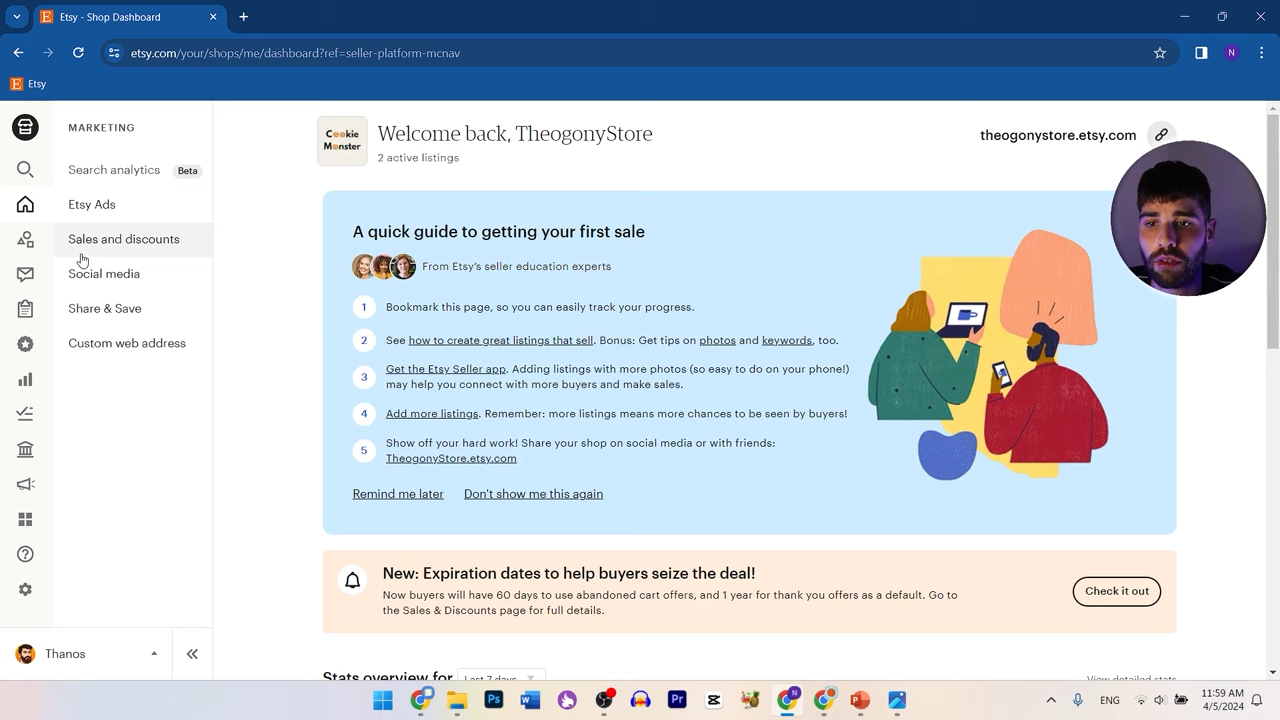 Etsy - Shop Dashboard
etsy.com/your/shops/me/dashboard?ref=seller-platform-mcnav
N
Etsy
MARKETING
Search analytics Beta
Etsy Ads
Sales and discounts
Social media
Share & Save
Custom web address
Thanos
Cookie
Monster
Welcome back, TheogonyStore
2 active listings
theogonystore.etsy.com
A quick guide to getting your first sale
From Etsy's seller education experts
1 Bookmark this page, so you can easily track your progress.
2 See how to create great listings that sell. Bonus: Get tips on photos and keywords, too.
3 Get the Etsy Seller app. Adding listings with more photos (so easy to do on your phone!)
may help you connect with more buyers and make sales.
4 Add more listings. Remember: more listings means more chances to be seen by buyers!
5 Show off your hard work! Share your shop on social media or with friends:
TheogonyStore.etsy.com
Remind me later Don't show me this again
New: Expiration dates to help buyers seize the deal!
Now buyers will have 60 days to use abandoned cart offers, and 1 year for thank you offers as a default. Go to
the Sales & Discounts page for full details.
Check it out
Stats overview for Last 7 days
View detailed stats
ENG
11:59 AM
4/5/2024